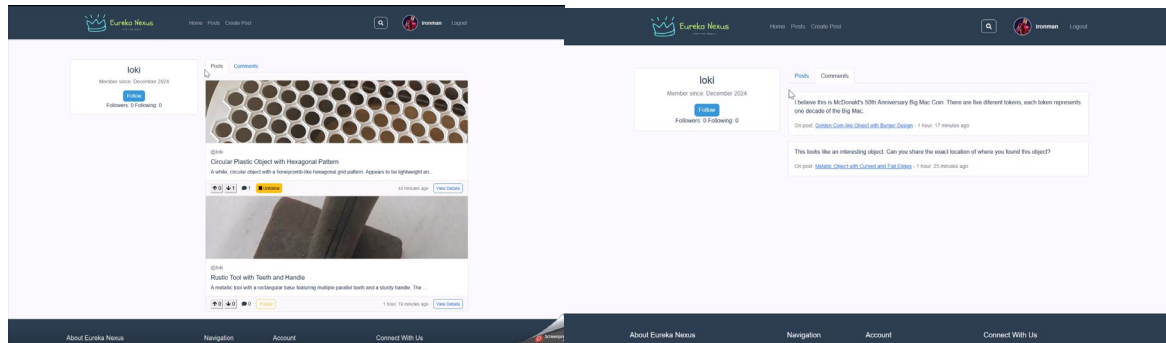 Eureka Nexus
Home Posts Create Post
ironman
Logout
loki
Member since: December 2024
Follow
Followers: 0 Following: 0
Posts
Comments
@loki
Circular Plastic Object with Hexagonal Pattern
A white, circular object with a honeycomb-like hexagonal grid pattern. Appears to be lightweight an...
0
1
1
Unfollow
44 minutes ago
View Details
@loki
Rustic Tool with Teeth and Handle
A metallic tool with a rectangular base featuring multiple parallel teeth and a sturdy handle. The ...
0
0
0
Follow
1 hour, 19 minutes ago
View Details
About Eureka Nexus
Navigation
Account
Connect With Us
Eureka Nexus
Home Posts Create Post
ironman
Logout
loki
Member since: December 2024
Follow
Followers: 0 Following: 0
Posts
Comments
I believe this is McDonald's 50th Anniversary Big Mac Coin. There are five diferent tokens, each token represents
one decade of the Big Mac.
On post: Golden Coin-like Object with Burger Design - 1 hour, 17 minutes ago
This looks like an interesting object. Can you share the exact location of where you found this object?
On post: Metallic Object with Curved and Flat Edges - 1 hour, 25 minutes ago
About Eureka Nexus
Navigation
Account
Connect With Us